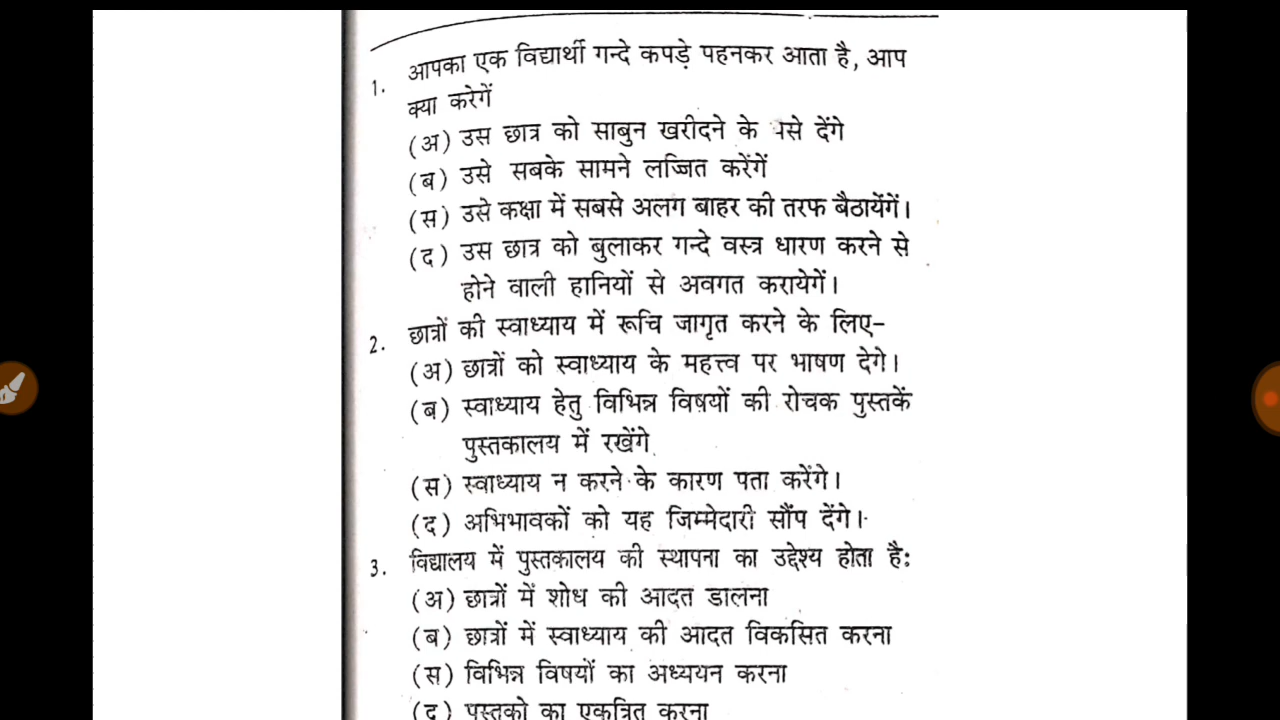 1. आपका एक विद्यार्थी गन्दे कपड़े पहनकर आता है, आप
क्या करेगें
(अ) उस छात्र को साबुन खरीदने के देंगे
(ब) उसे सबके सामने लज्जित करेंगें
(स) उसे कक्षा में सबसे अलग बाहर की तरफ बैठायेंगें।
(द) उस छात्र को बुलाकर गन्दे वस्त्र धारण करने से
होने वाली हानियों से अवगत करायेगें।
2. छात्रों की स्वाध्याय में रूचि जागृत करने के लिए-
(अ) छात्रों को स्वाध्याय के महत्त्व पर भाषण देगे।
(ब) स्वाध्याय हेतु विभिन्न विषयों की रोचक पुस्तकें
पुस्तकालय में रखेंगे
(स) स्वाध्याय न करने के कारण पता करेंगे।
(द) अभिभावकों को यह जिम्मेदारी सौंप देंगे।
3. विद्यालय में पुस्तकालय की स्थापना का उद्देश्य होता है:
(अ) छात्रों में शोध की आदत डालना
(ब) छात्रों में स्वाध्याय की आदत विकसित करना
(स) विभिन्न विषयों का अध्ययन करना
(द) पुस्तको का एकत्रित करना